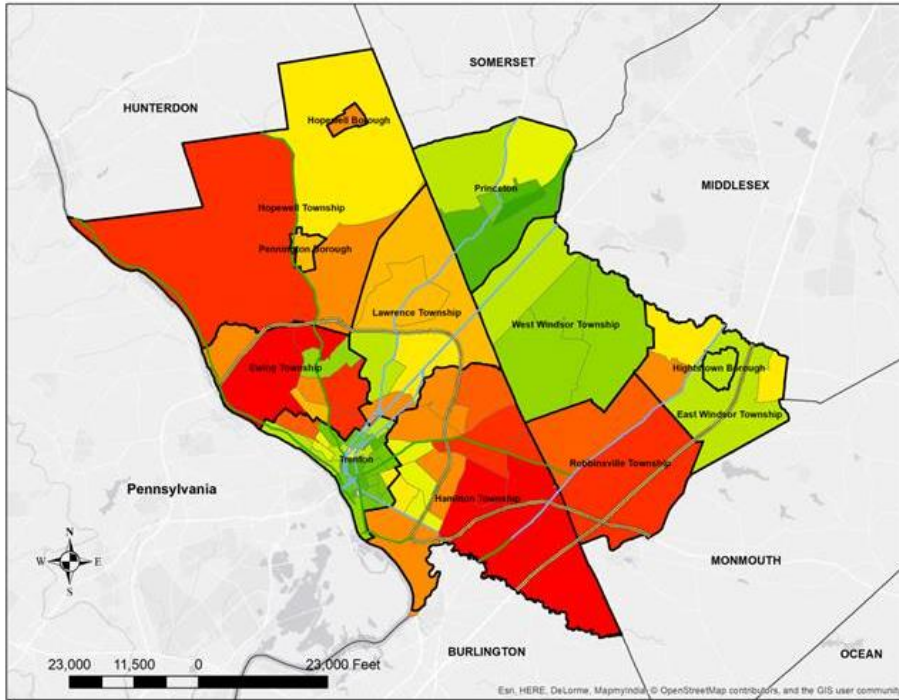 SOMERSET
HUNTERDON
Hopewell Borough
MIDDLESEX
Princeton
Hopewell Township
Pennington Borough
Lawrence Township
West Windsor Township
Ewing Township
Hightstown Borough
East Windsor Township
Trenton
Robbinsville Township
Pennsylvania
Hamilton Township
N
W E
S
MONMOUTH
BURLINGTON
OCEAN
23,000 11,500 0 23,000 Feet
Esri, HERE, DeLorme, MapmyIndia, © OpenStreetMap contributors, and the GIS user communit